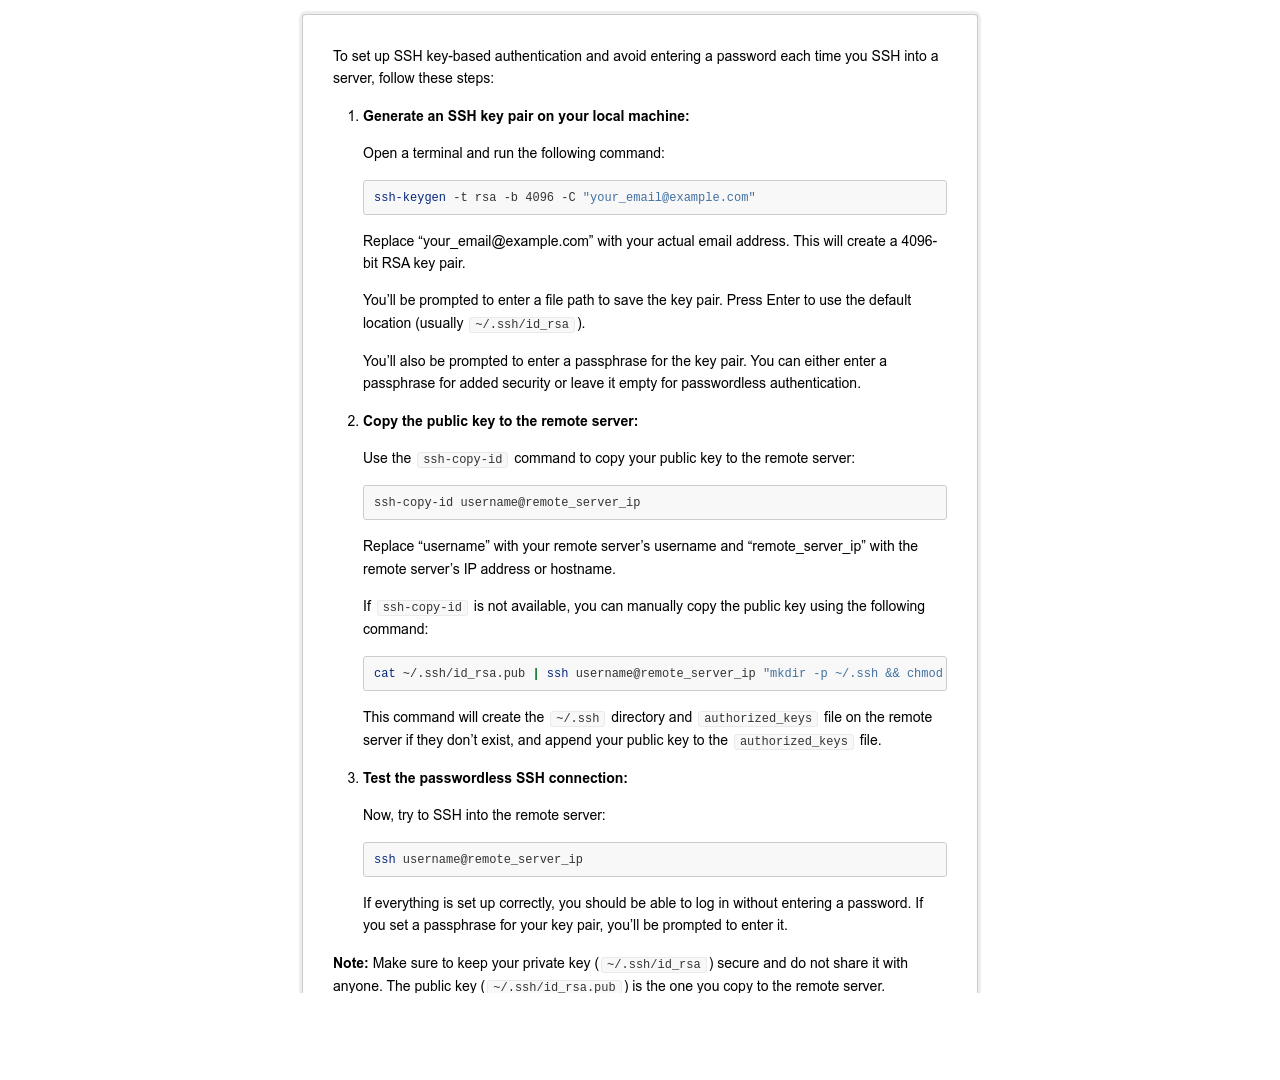 To set up SSH key-based authentication and avoid entering a password each time you SSH into a
server, follow these steps:
1. Generate an SSH key pair on your local machine:
Open a terminal and run the following command:
ssh-keygen -t rsa -b 4096 -C "your_email@example.com"
Replace “your_email@example.com” with your actual email address. This will create a 4096-
bit RSA key pair.
You’ll be prompted to enter a file path to save the key pair. Press Enter to use the default
location (usually ~/.ssh/id_rsa ).
You’ll also be prompted to enter a passphrase for the key pair. You can either enter a
passphrase for added security or leave it empty for passwordless authentication.
2. Copy the public key to the remote server:
Use the ssh-copy-id command to copy your public key to the remote server:
ssh-copy-id username@remote_server_ip
Replace “username” with your remote server’s username and “remote_server_ip” with the
remote server’s IP address or hostname.
If ssh-copy-id is not available, you can manually copy the public key using the following
command:
cat ~/.ssh/id_rsa.pub | ssh username@remote_server_ip "mkdir -p ~/.ssh && chmod
This command will create the ~/.ssh directory and authorized_keys file on the remote
server if they don’t exist, and append your public key to the authorized_keys file.
3. Test the passwordless SSH connection:
Now, try to SSH into the remote server:
ssh username@remote_server_ip
If everything is set up correctly, you should be able to log in without entering a password. If
you set a passphrase for your key pair, you’ll be prompted to enter it.
Note: Make sure to keep your private key ( ~/.ssh/id_rsa ) secure and do not share it with
anyone. The public key ( ~/.ssh/id_rsa.pub ) is the one you copy to the remote server.